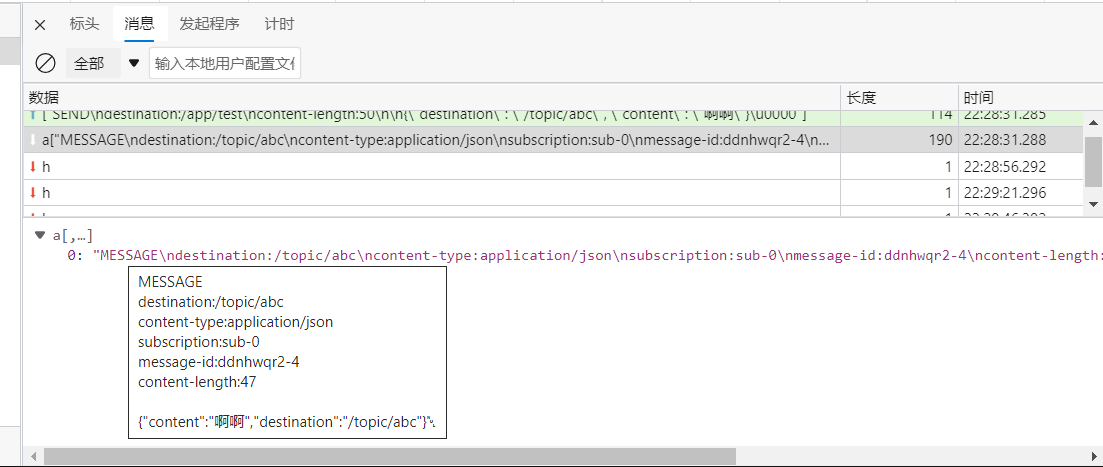 标头 消息 发起程序 计时
全部 输入本地用户配置文件
数据 长度 时间
["SEND\ndestination:/app/test\ncontent-length:50\n\n{\"destination\":\"/topic/abc\",\"content\":\"啊啊\"}\u0000"] 114 22:28:31.285
a["MESSAGE\ndestination:/topic/abc\ncontent-type:application/json\nsubscription:sub-0\nmessage-id:ddnhwqr2-4\n... 190 22:28:31.288
h 1 22:28:56.292
h 1 22:29:21.296
a[,…]
0: "MESSAGE\ndestination:/topic/abc\ncontent-type:application/json\nsubscription:sub-0\nmessage-id:ddnhwqr2-4\ncontent-length:
MESSAGE
destination:/topic/abc
content-type:application/json
subscription:sub-0
message-id:ddnhwqr2-4
content-length:47
{"content":"啊啊","destination":"/topic/abc"}